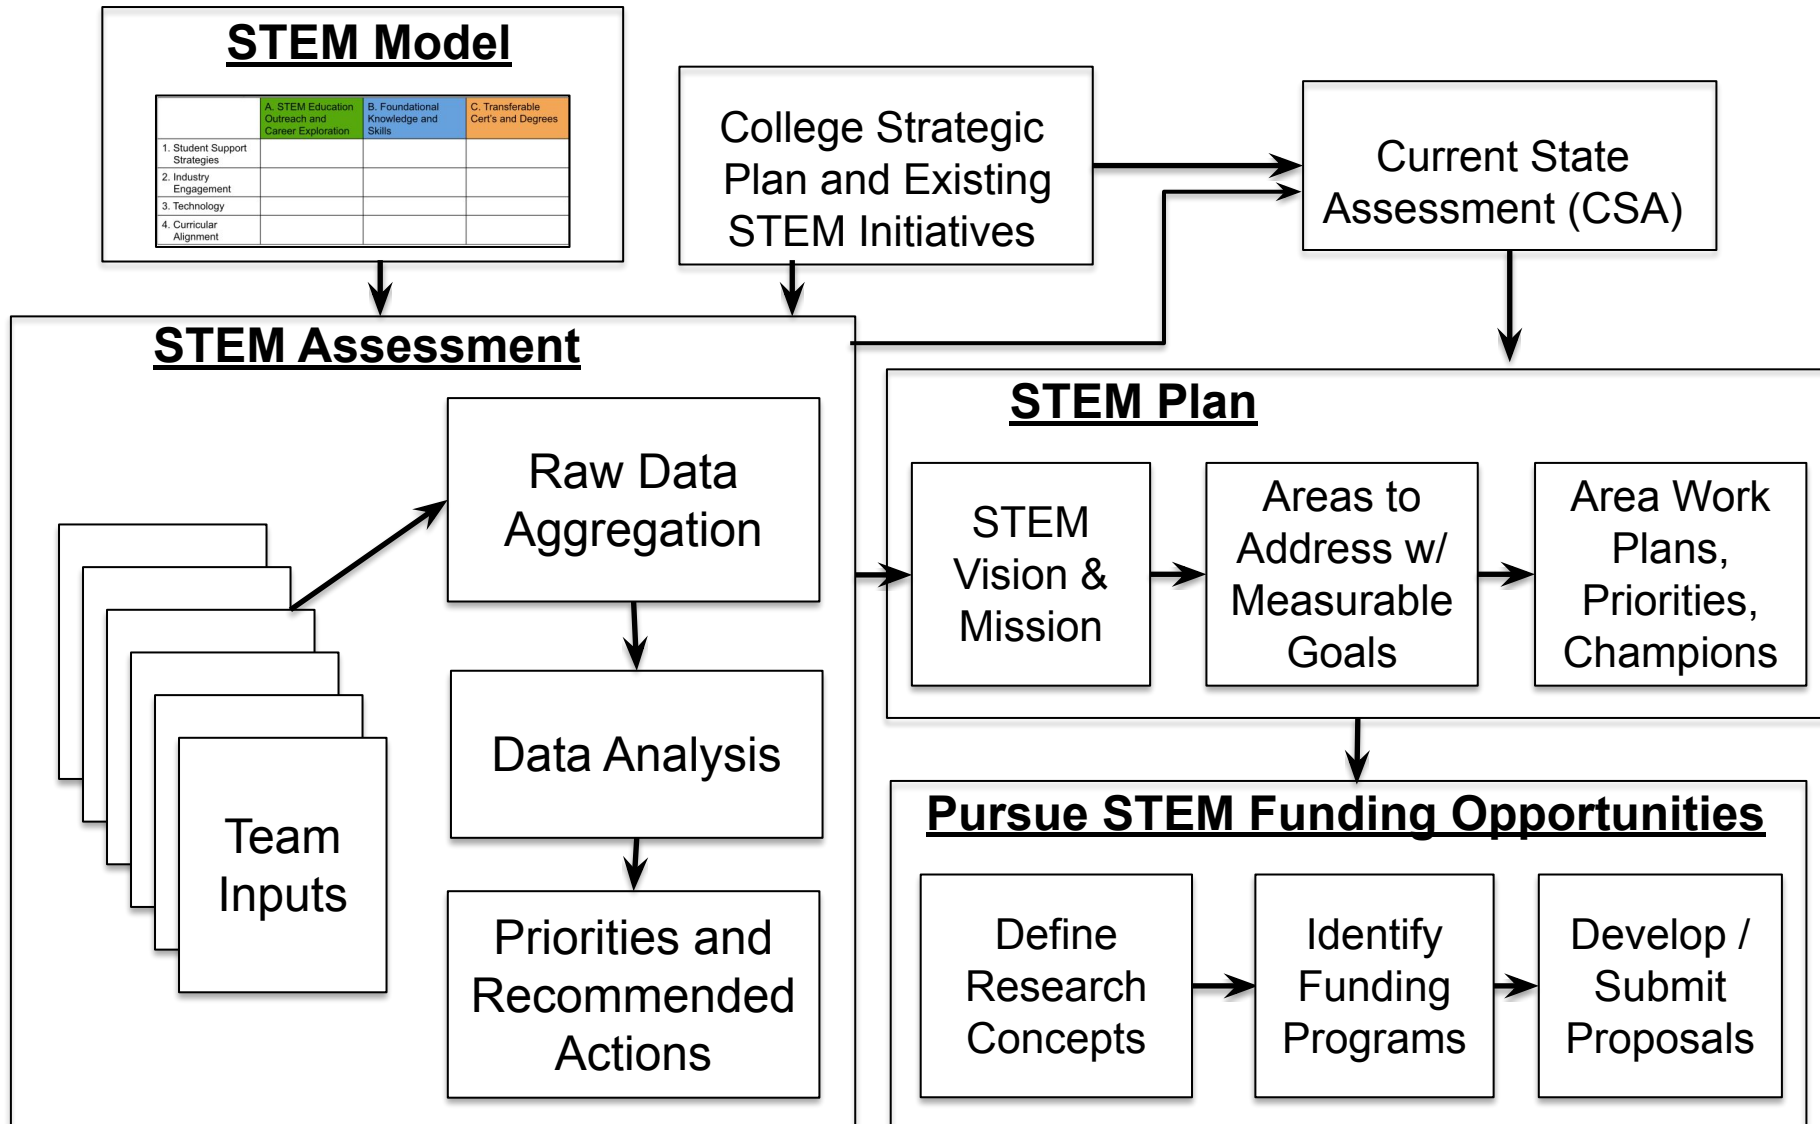 STEM Model
A. STEM Education
Outreach and
Career Exploration
B. Foundational
Knowledge and
Skills
C. Transferable
Cert's and Degrees
1. Student Support
Strategies
2. Industry
Engagement
3. Technology
4. Curricular
Alignment
College Strategic
Plan and Existing
STEM Initiatives
Current State
Assessment (CSA)
STEM Assessment
Raw Data
Aggregation
Data Analysis
Team
Inputs
Priorities and
Recommended
Actions
STEM Plan
STEM
Vision &
Mission
Areas to
Address w/
Measurable
Goals
Area Work
Plans,
Priorities,
Champions
Pursue STEM Funding Opportunities
Define
Research
Concepts
Identify
Funding
Programs
Develop /
Submit
Proposals